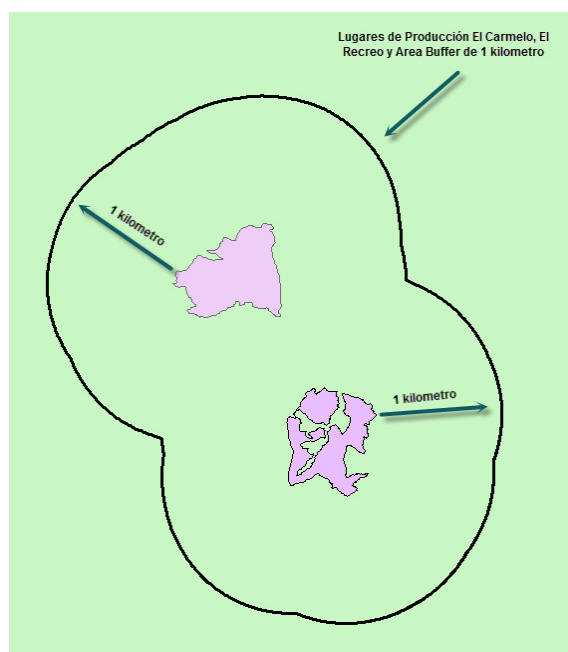 Lugares de Producción El Carmelo, El
Recreo y Area Buffer de 1 kilometro
1 kilometro
1 kilometro